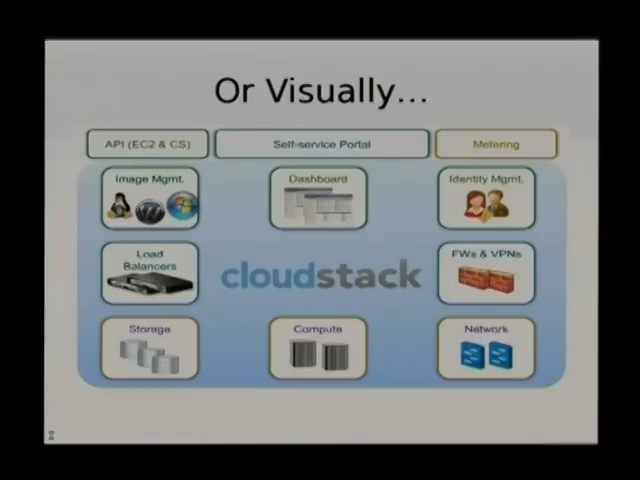 Or Visually...
API (EC2 & CS) Self-service Portal Metering
Image Mgmt. Dashboard Identity Mgmt.
Load
Balancers
cloudstack
FWs & VPNs
Storage Compute Network